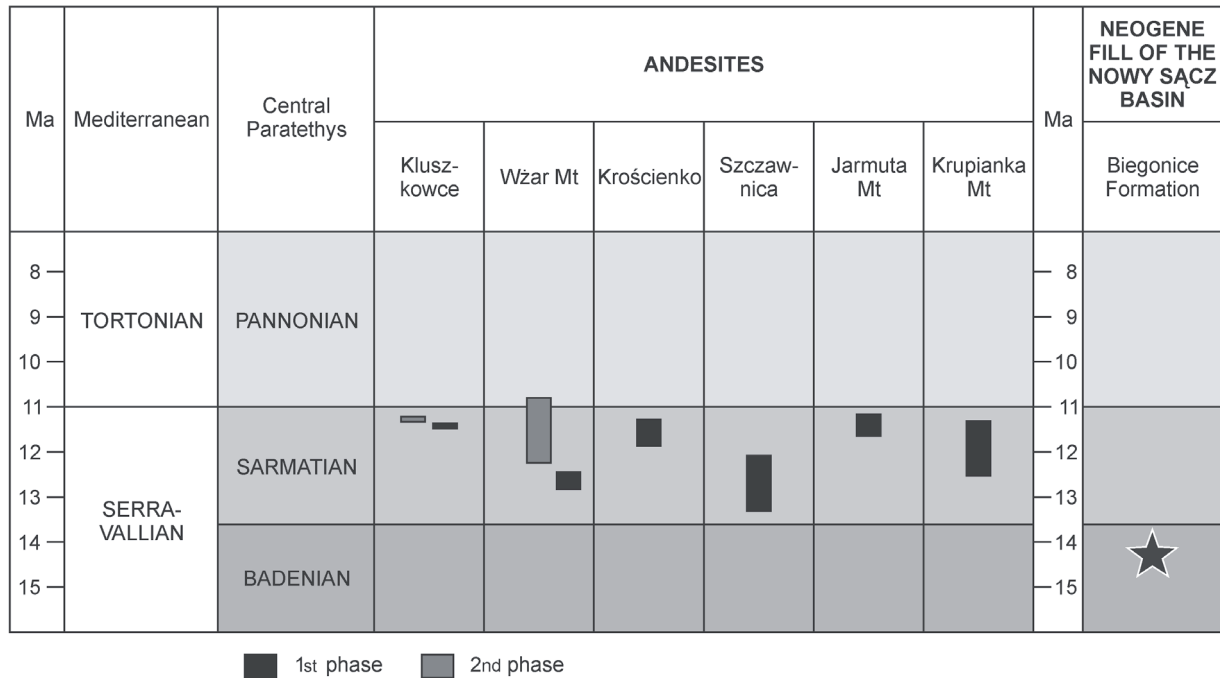 Ma
Mediterranean
Central
Paratethys
ANDESITES
Klusz-
kowce
Wżar Mt
Krościenko
Szczaw-
nica
Jarmuta
Mt
Krupianka
Mt
Ma
NEOGENE
FILL OF THE
NOWY SĄCZ
BASIN
Biegonice
Formation
8
9
10
11
12
13
14
15
TORTONIAN
SERRA-
VALLIAN
PANNONIAN
SARMATIAN
BADENIAN
8
9
10
11
12
13
14
15
1st phase
2nd phase